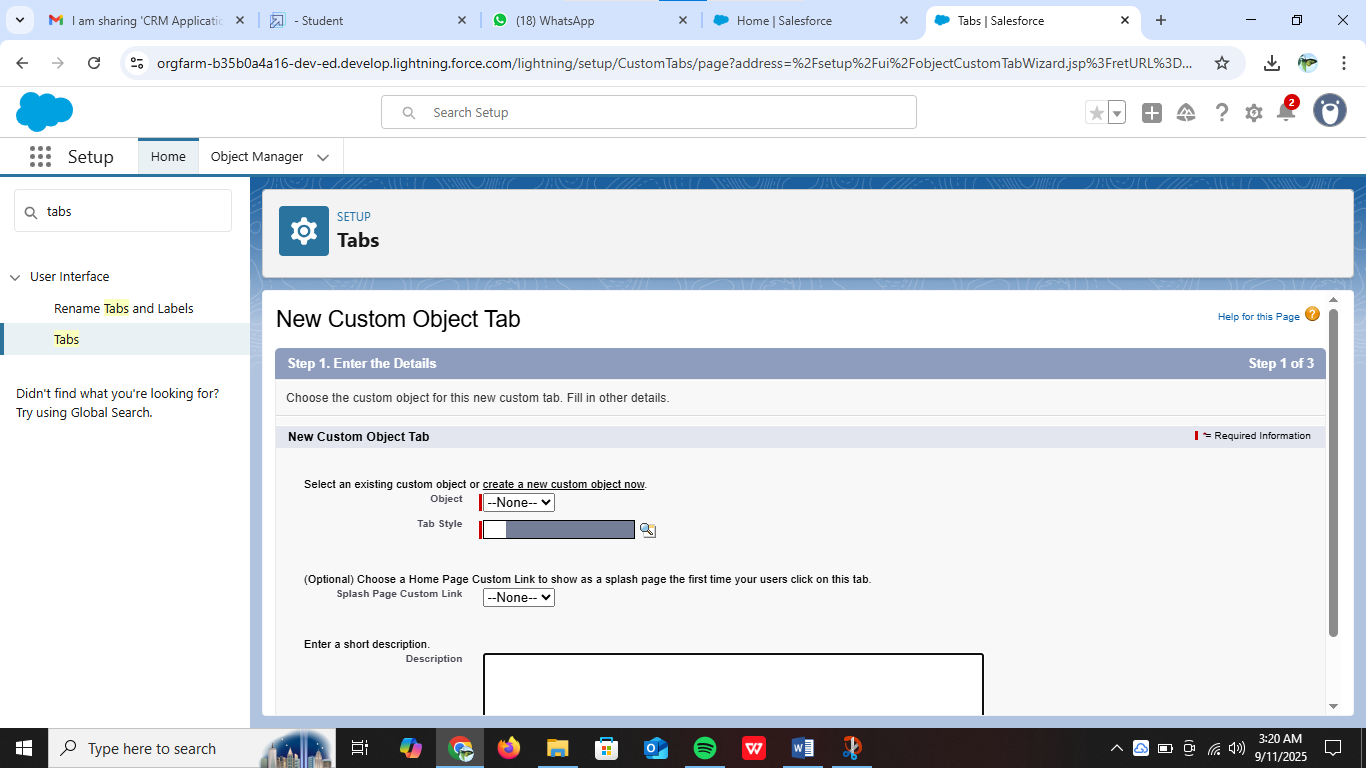 I am sharing 'CRM Applicatio
- Student
(18) WhatsApp
Home | Salesforce
Tabs | Salesforce
orgfarm-b35b0a4a16-dev-ed.develop.lightning.force.com/lightning/setup/CustomTabs/page?address=%2Fsetup%2Fui%2FobjectCustomTabWizard.jsp%3FretURL%3D...
Search Setup
2
Setup
Home
Object Manager
tabs
User Interface
Rename Tabs and Labels
Tabs
Didn't find what you're looking for?
Try using Global Search.
SETUP
Tabs
New Custom Object Tab
Help for this Page ?
Step 1. Enter the Details
Step 1 of 3
Choose the custom object for this new custom tab. Fill in other details.
New Custom Object Tab
*= Required Information
Select an existing custom object or create a new custom object now.
Object
--None--
Tab Style
(Optional) Choose a Home Page Custom Link to show as a splash page the first time your users click on this tab.
Splash Page Custom Link
--None--
Enter a short description.
Description
Type here to search
W
3:20 AM
9/11/2025